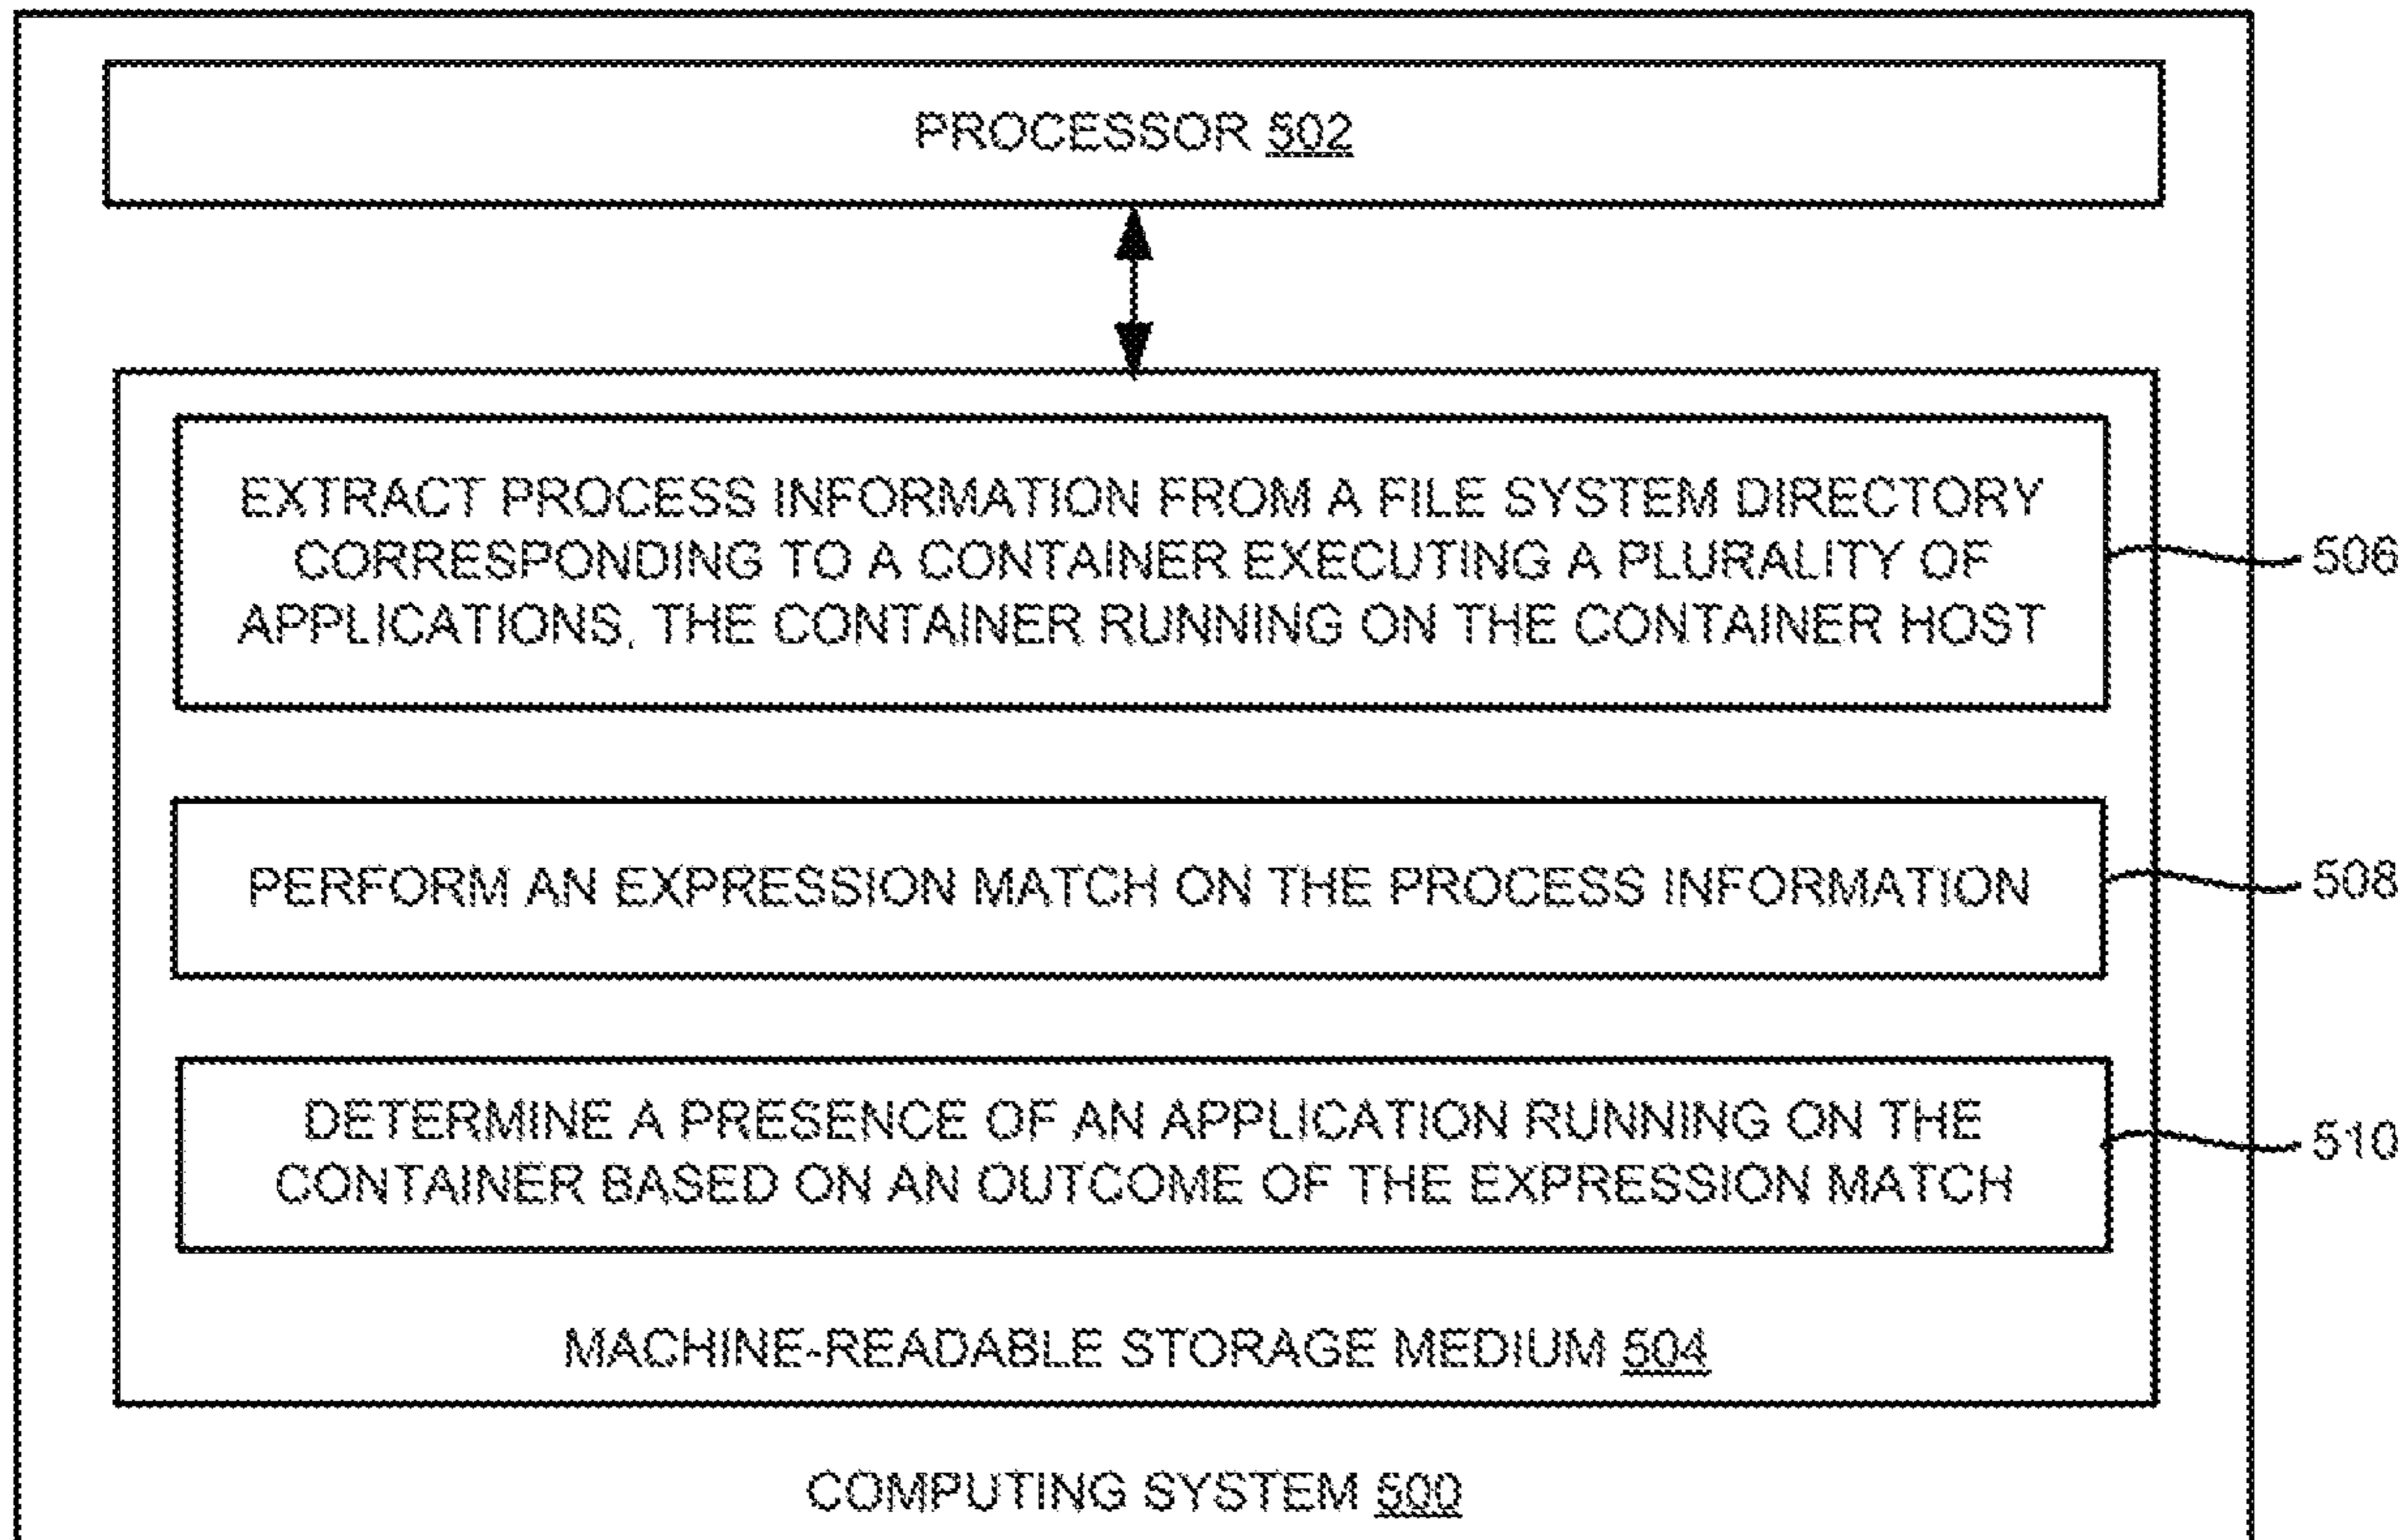 PROCESSOR 502
EXTRACT PROCESS INFORMATION FROM A FILE SYSTEM DIRECTORY
CORRESPONDING TO A CONTAINER EXECUTING A PLURALITY OF
APPLICATIONS, THE CONTAINER RUNNING ON THE CONTAINER HOST
506
PERFORM AN EXPRESSION MATCH ON THE PROCESS INFORMATION
508
DETERMINE A PRESENCE OF AN APPLICATION RUNNING ON THE
CONTAINER BASED ON AN OUTCOME OF THE EXPRESSION MATCH
510
MACHINE-READABLE STORAGE MEDIUM 504
COMPUTING SYSTEM 500